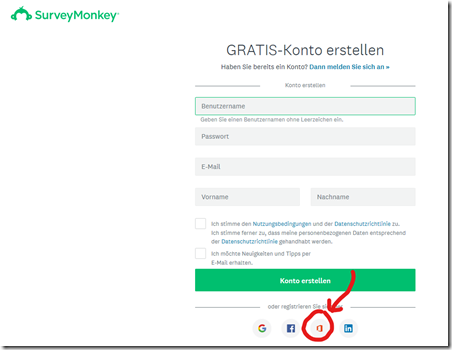 SurveyMonkey
GRATIS-Konto erstellen
Haben Sie bereits ein Konto? Dann melden Sie sich an »
Konto erstellen
Benutzername
Geben Sie einen Benutzernamen ohne Leerzeichen ein.
Passwort
E-Mail
Vorname Nachname
Ich stimme den Nutzungsbedingungen und der Datenschutzrichtlinie zu.
Ich stimme ferner zu, dass meine personenbezogenen Daten entsprechend
der Datenschutzrichtlinie gehandhabt werden.
Ich möchte Neuigkeiten und Tipps per
E-Mail erhalten.
Konto erstellen
oder registrieren Sie